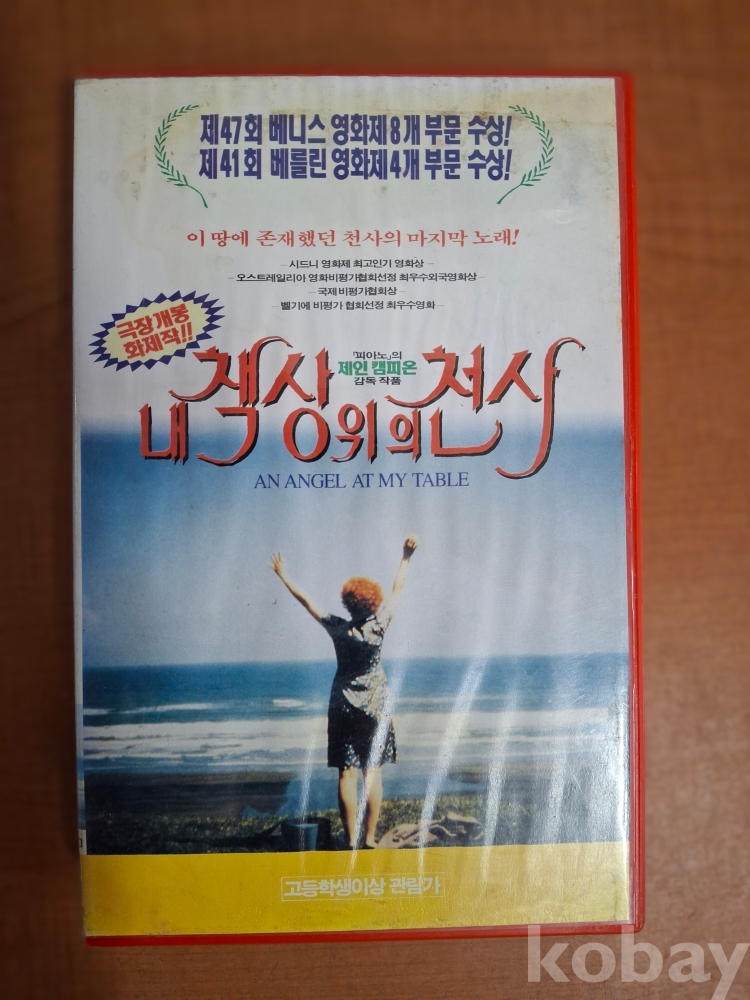 제47회 베니스 영화제8개 부문 수상!
제41회 베를린 영화제4개 부문 수상!
이 땅에 존재했던 천사의 마지막 노래!
시드니 영화제 최고인기 영화상
오스트레일리아 영화비평가협회선정 최우수외국영화상
국제 비평가협회상
벨기에 비평가 협회선정 최우수영화
극장개봉
화제작!!
「피아노」의
제인 캠피온
감독 작품
내 책상 위의 천사
AN ANGEL AT MY TABLE
고등학생이상 관람가
kobay